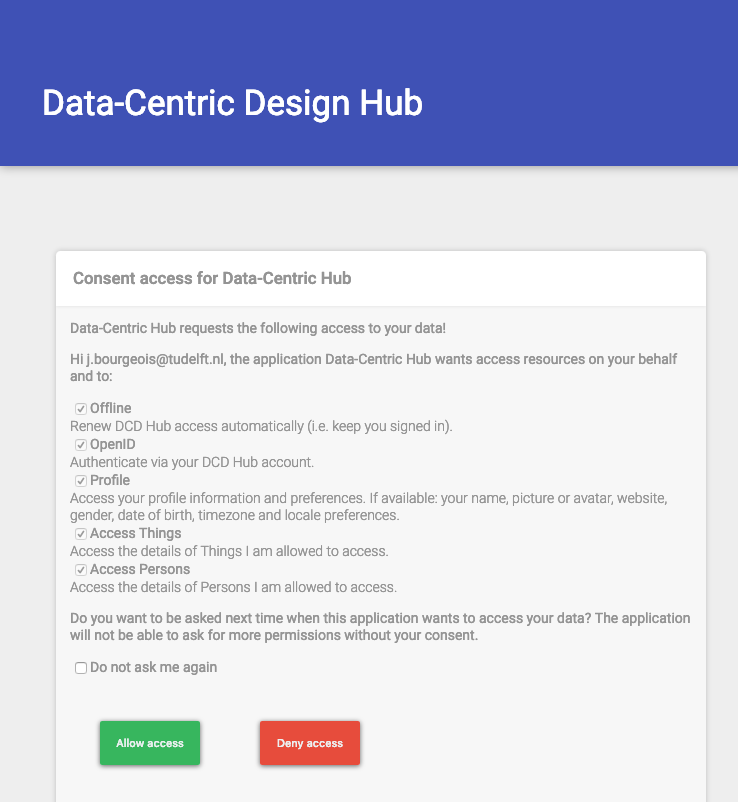 Data-Centric Design Hub
Consent access for Data-Centric Hub
Data-Centric Hub requests the following access to your data!
Hi j.bourgeois@tudelft.nl, the application Data-Centric Hub wants access resources on your behalf
and to:
Offline
Renew DCD Hub access automatically (i.e. keep you signed in).
OpenID
Authenticate via your DCD Hub account.
Profile
Access your profile information and preferences. If available: your name, picture or avatar, website,
gender, date of birth, timezone and locale preferences.
Access Things
Access the details of Things I am allowed to access.
Access Persons
Access the details of Persons I am allowed to access.
Do you want to be asked next time when this application wants to access your data? The application
will not be able to ask for more permissions without your consent.
Do not ask me again
Allow access
Deny access